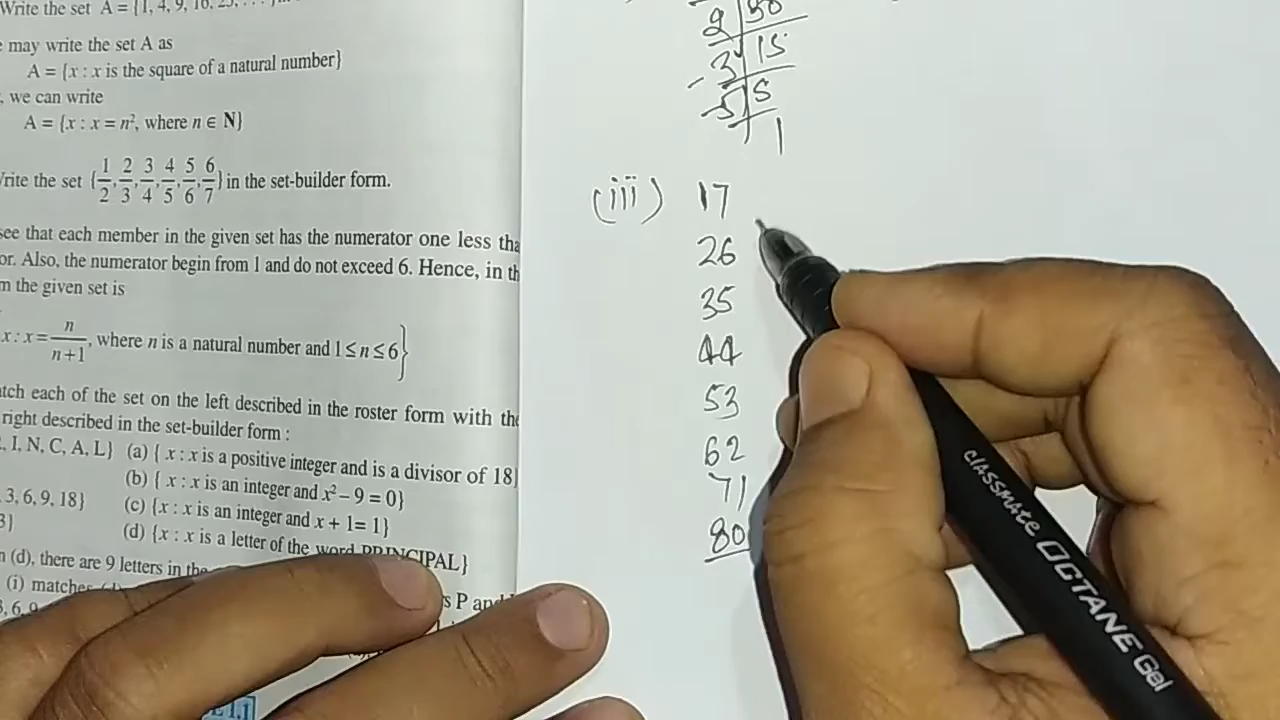 Write the set A = {1, 4, 9, 16, 25, . . .
may write the set A as
A = {x : x is the square of a natural number}
, we can write
A = {x : x = n², where n ∈ N}
rite the set {1/2, 2/3, 3/4, 4/5, 5/6, 6/7} in the set-builder form.
see that each member in the given set has the numerator one less tha
or. Also, the numerator begin from 1 and do not exceed 6. Hence, in th
m the given set is
x : x = n/n+1, where n is a natural number and 1 ≤ n ≤ 6}
tch each of the set on the left described in the roster form with the
right described in the set-builder form :
, I, N, C, A, L} (a) { x : x is a positive integer and is a divisor of 18}
(b) { x : x is an integer and x² – 9 = 0}
3, 6, 9, 18} (c) {x : x is an integer and x + 1= 1}
3} (d) {x : x is a letter of the word PRINCIPAL}
n (d), there are 9 letters in the
(i) matches
s P and
1.1
2 30
3 15
5 5
1
(iii) 17
26
35
44
53
62
71
80
classmate OCTANE Gel